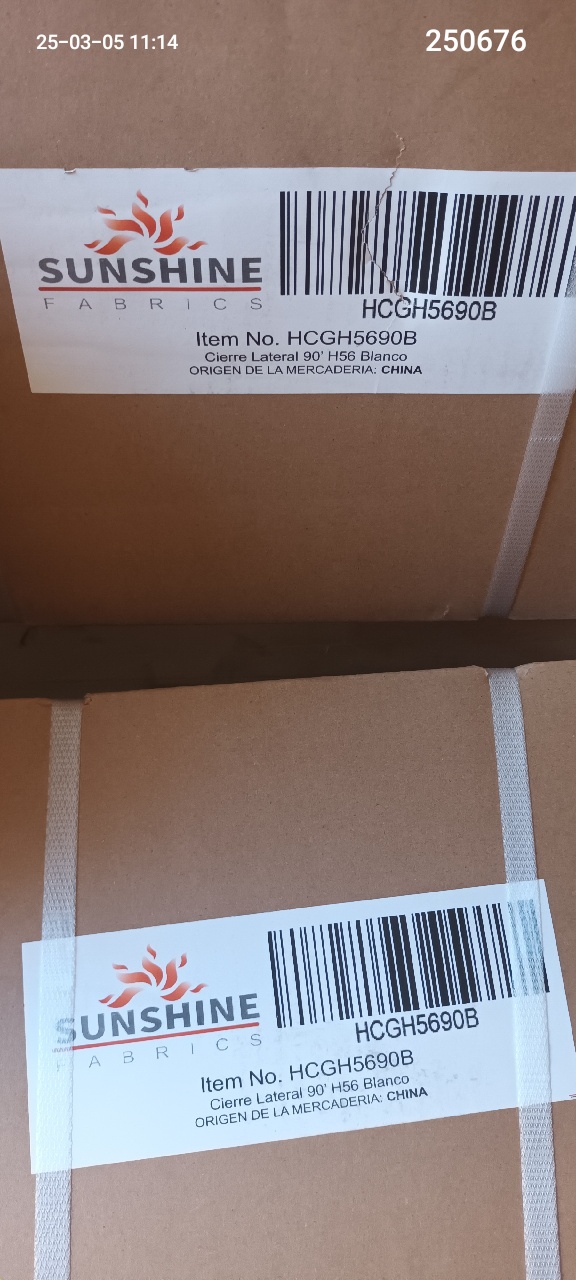 25-03-05 11:14
250676
SUNSHINE
FABRICS
HCGH5690B
Item No. HCGH5690B
Cierre Lateral 90' H56 Blanco
ORIGEN DE LA MERCADERIA: CHINA
SUNSHINE
FABRICS
HCGH5690B
Item No. HCGH5690B
Cierre Lateral 90' H56 Blanco
ORIGEN DE LA MERCADERIA: CHINA